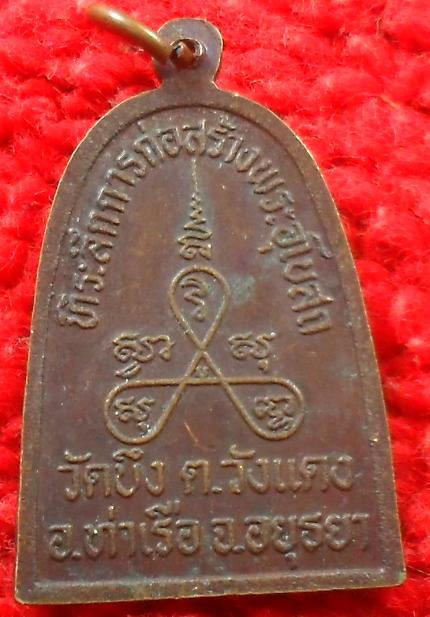 ที่ระลึกการก่อสร้างพระอุโบสถ
วัดบึง ต.วังแดง
อ.ท่าเรือ จ.อยุธยา